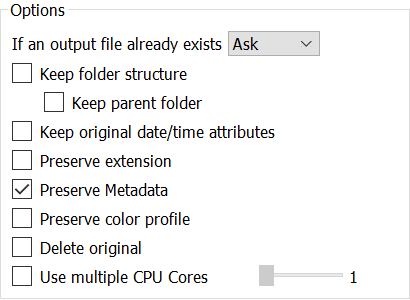 Options
If an output file already exists Ask
Keep folder structure
Keep parent folder
Keep original date/time attributes
Preserve extension
Preserve Metadata
Preserve color profile
Delete original
Use multiple CPU Cores 1